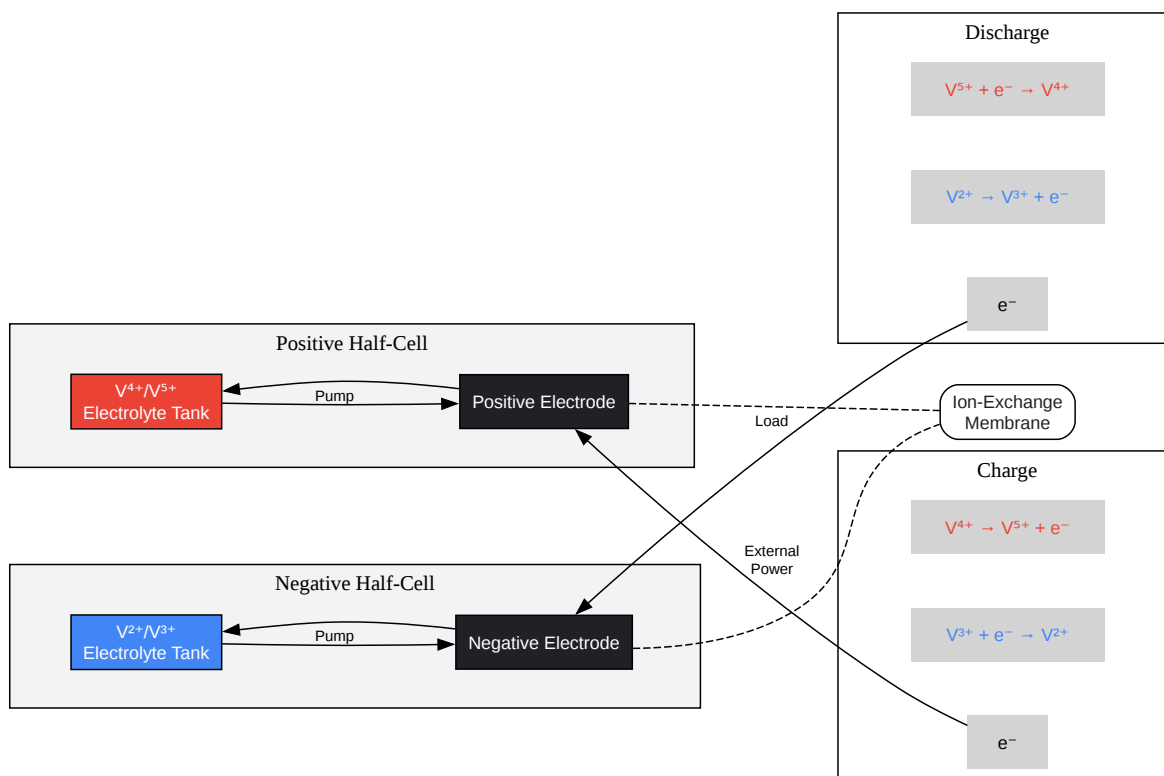 Discharge
V⁵⁺ + e⁻ → V⁴⁺
V²⁺ → V³⁺ + e⁻
e⁻
Positive Half-Cell
V⁴⁺/V⁵⁺
Electrolyte Tank
Pump
Positive Electrode
Load
Ion-Exchange
Membrane
Charge
V⁴⁺ → V⁵⁺ + e⁻
External
Power
Negative Half-Cell
V²⁺/V³⁺
Electrolyte Tank
Pump
Negative Electrode
V³⁺ + e⁻ → V²⁺
e⁻